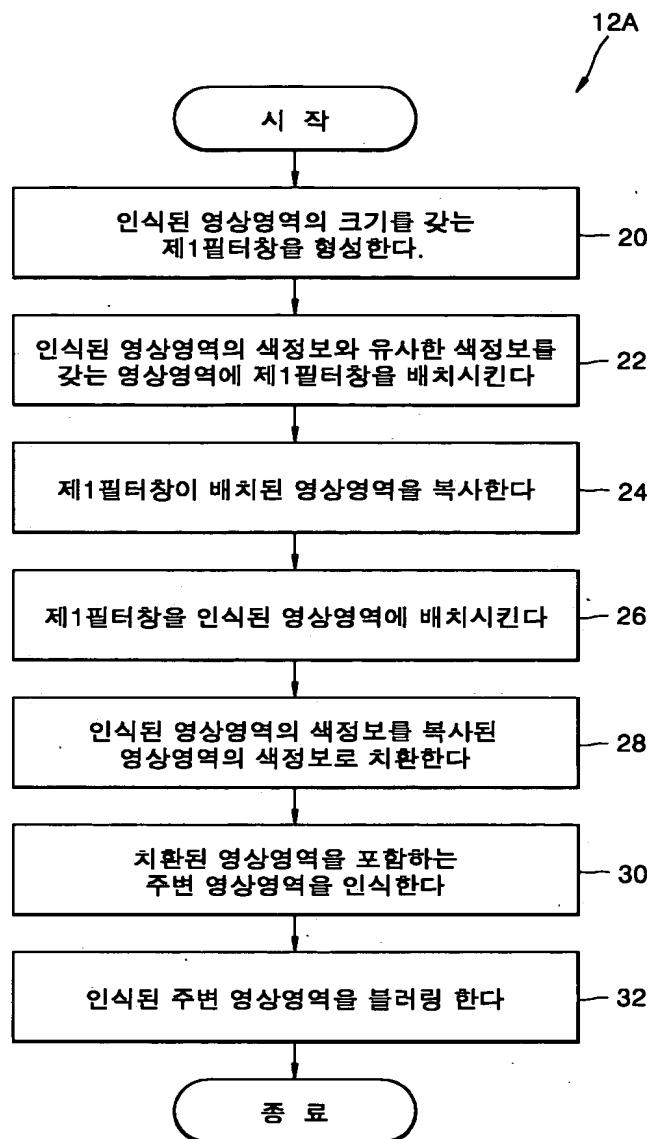 12A
시 작
인식된 영상영역의 크기를 갖는
제1필터창을 형성한다.
20
인식된 영상영역의 색정보와 유사한 색정보를
갖는 영상영역에 제1필터창을 배치시킨다
22
제1필터창이 배치된 영상영역을 복사한다
24
제1필터창을 인식된 영상영역에 배치시킨다
26
인식된 영상영역의 색정보를 복사된
영상영역의 색정보로 치환한다
28
치환된 영상영역을 포함하는
주변 영상영역을 인식한다
30
인식된 주변 영상영역을 블러링 한다
32
종 료